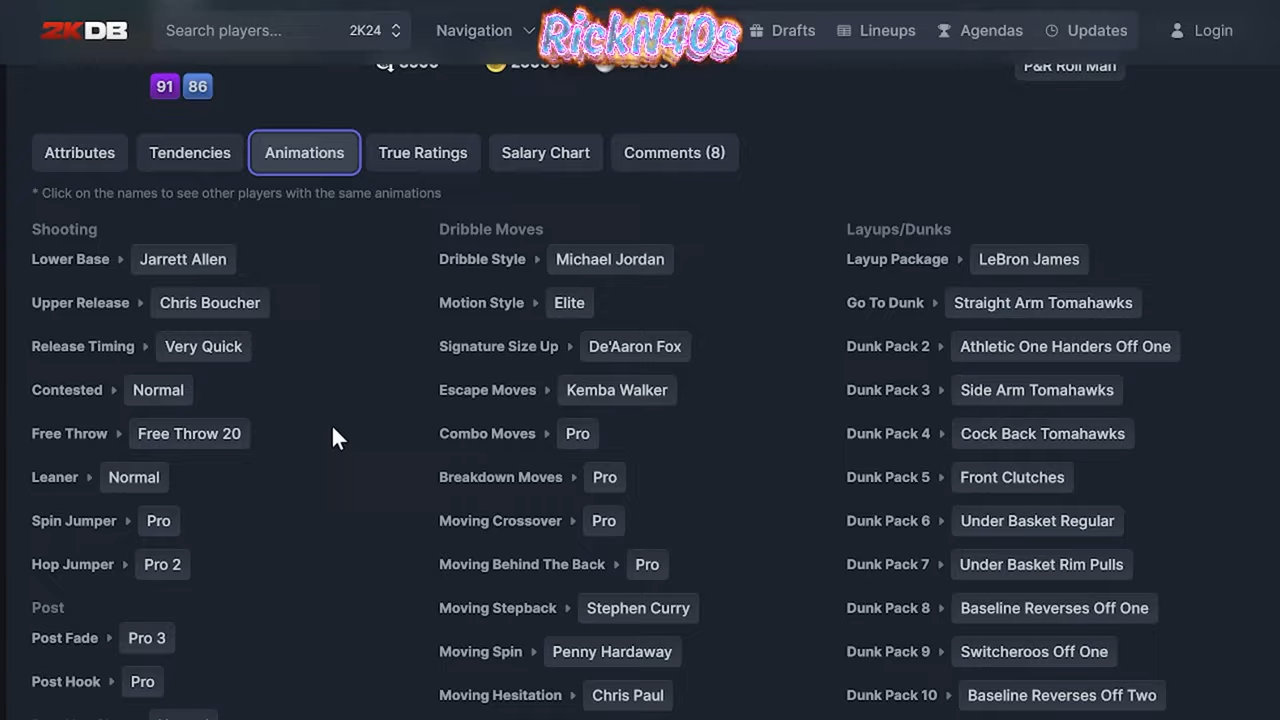 2KDB
Search players...
2K24
Navigation
RickN40s
Drafts
Lineups
Agendas
Updates
Login
P&R Roll Man
91 86
Attributes
Tendencies
Animations
True Ratings
Salary Chart
Comments (8)
* Click on the names to see other players with the same animations
Shooting
Lower Base Jarrett Allen
Upper Release Chris Boucher
Release Timing Very Quick
Contested Normal
Free Throw Free Throw 20
Leaner Normal
Spin Jumper Pro
Hop Jumper Pro 2
Post
Post Fade Pro 3
Post Hook Pro
Dribble Moves
Dribble Style Michael Jordan
Motion Style Elite
Signature Size Up De'Aaron Fox
Escape Moves Kemba Walker
Combo Moves Pro
Breakdown Moves Pro
Moving Crossover Pro
Moving Behind The Back Pro
Moving Stepback Stephen Curry
Moving Spin Penny Hardaway
Moving Hesitation Chris Paul
Layups/Dunks
Layup Package LeBron James
Go To Dunk Straight Arm Tomahawks
Dunk Pack 2 Athletic One Handers Off One
Dunk Pack 3 Side Arm Tomahawks
Dunk Pack 4 Cock Back Tomahawks
Dunk Pack 5 Front Clutches
Dunk Pack 6 Under Basket Regular
Dunk Pack 7 Under Basket Rim Pulls
Dunk Pack 8 Baseline Reverses Off One
Dunk Pack 9 Switcheroos Off One
Dunk Pack 10 Baseline Reverses Off Two